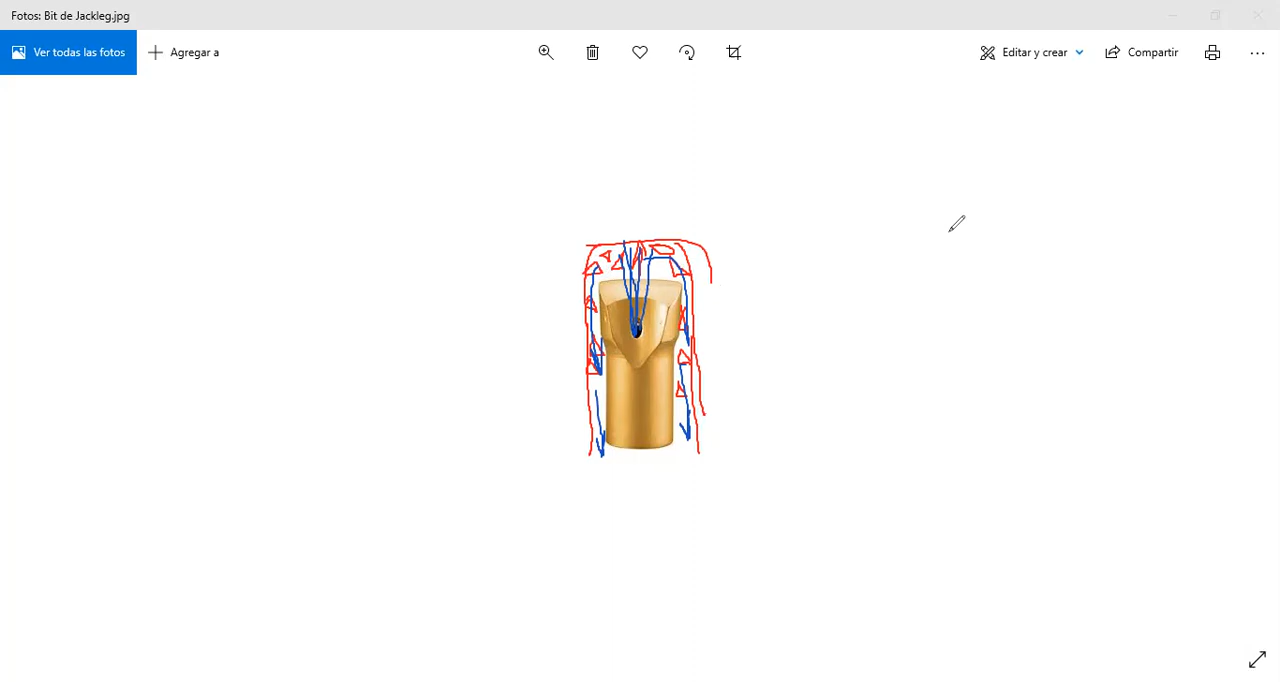 Fotos: Bit de Jackleg.jpg
Ver todas las fotos
Agregar a
Editar y crear
Compartir